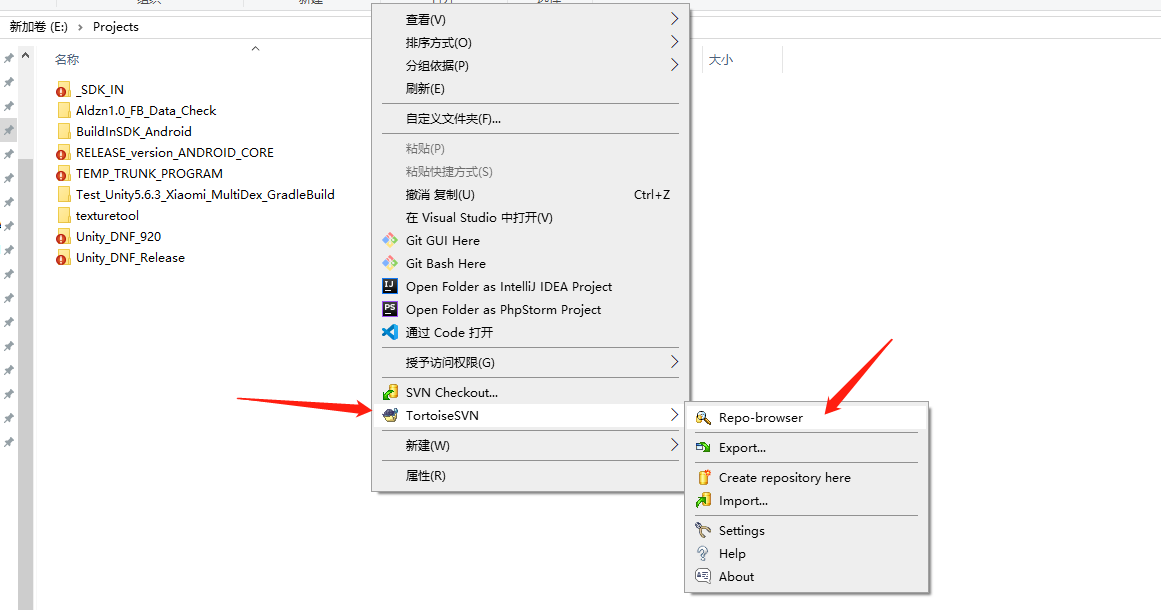 新加卷 (E:) > Projects
名称
大小
_SDK_IN
Aldzn1.0_FB_Data_Check
BuildInSDK_Android
RELEASE_version_ANDROID_CORE
TEMP_TRUNK_PROGRAM
Test_Unity5.6.3_Xiaomi_MultiDex_GradleBuild
texturetool
Unity_DNF_920
Unity_DNF_Release
查看(V)
排序方式(O)
分组依据(P)
刷新(E)
自定义文件夹(F)...
粘贴(P)
粘贴快捷方式(S)
撤消 复制(U) Ctrl+Z
在 Visual Studio 中打开(V)
Git GUI Here
Git Bash Here
Open Folder as IntelliJ IDEA Project
Open Folder as PhpStorm Project
通过 Code 打开
授予访问权限(G)
SVN Checkout...
TortoiseSVN
新建(W)
属性(R)
Repo-browser
Export...
Create repository here
Import...
Settings
Help
About